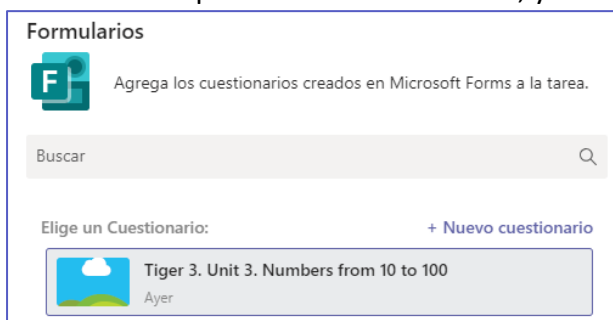 Formularios
F
Agrega los cuestionarios creados en Microsoft Forms a la tarea.
Buscar
Elige un Cuestionario:
+ Nuevo cuestionario
Tiger 3. Unit 3. Numbers from 10 to 100
Ayer